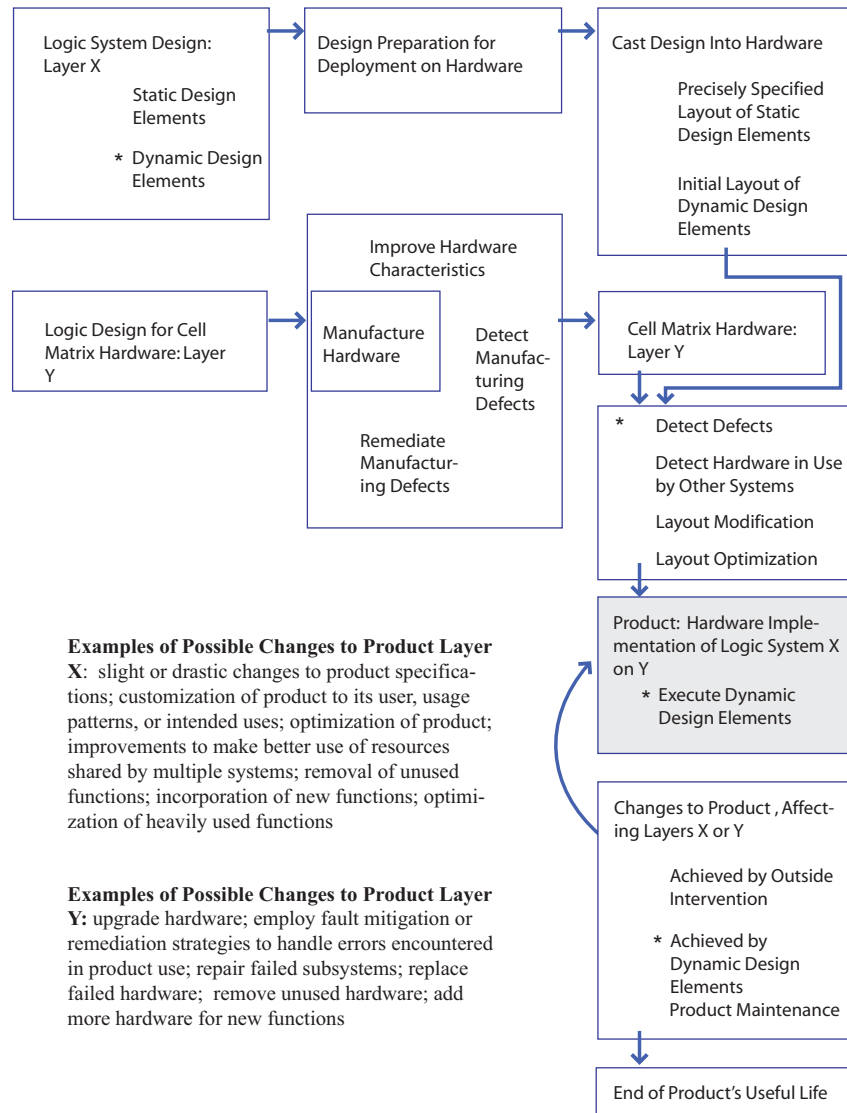 Logic System Design:
Layer X
Static Design
Elements
* Dynamic Design
Elements
Design Preparation for
Deployment on Hardware
Cast Design Into Hardware
Precisely Specified
Layout of Static
Design Elements
Initial Layout of
Dynamic Design
Elements
Logic Design for Cell
Matrix Hardware: Layer
Y
Improve Hardware
Characteristics
Manufacture
Hardware
Detect
Manufac-
turing
Defects
Remediate
Manufactur-
ing Defects
Cell Matrix Hardware:
Layer Y
* Detect Defects
Detect Hardware in Use
by Other Systems
Layout Modification
Layout Optimization
Product: Hardware Imple-
mentation of Logic System X
on Y
* Execute Dynamic
Design Elements
Examples of Possible Changes to Product Layer
X: slight or drastic changes to product specifica-
tions; customization of product to its user, usage
patterns, or intended uses; optimization of product;
improvements to make better use of resources
shared by multiple systems; removal of unused
functions; incorporation of new functions; optimi-
zation of heavily used functions
Changes to Product , Affect-
ing Layers X or Y
Achieved by Outside
Intervention
* Achieved by
Dynamic Design
Elements
Product Maintenance
Examples of Possible Changes to Product Layer
Y: upgrade hardware; employ fault mitigation or
remediation strategies to handle errors encountered
in product use; repair failed subsystems; replace
failed hardware; remove unused hardware; add
more hardware for new functions
End of Product's Useful Life